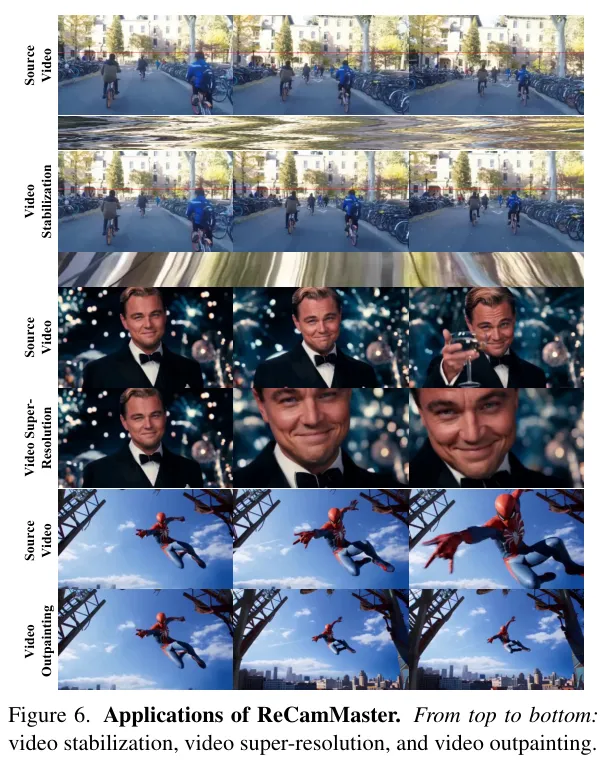 Source
Video
Video
Stabilization
Source
Video
Video Super-
Resolution
Source
Video
Video
Outpainting
Figure 6. Applications of ReCamMaster. From top to bottom:
video stabilization, video super-resolution, and video outpainting.